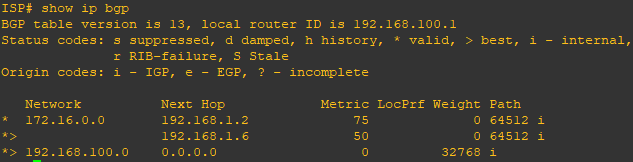 ISP# show ip bgp
BGP table version is 13, local router ID is 192.168.100.1
Status codes: s suppressed, d damped, h history, * valid, > best, i - internal,
              r RIB-failure, S Stale
Origin codes: i - IGP, e - EGP, ? - incomplete

   Network          Next Hop            Metric LocPrf Weight Path
*  172.16.0.0       192.168.1.2             75             0 64512 i
*>                  192.168.1.6             50             0 64512 i
*> 192.168.100.0    0.0.0.0                  0         32768 i